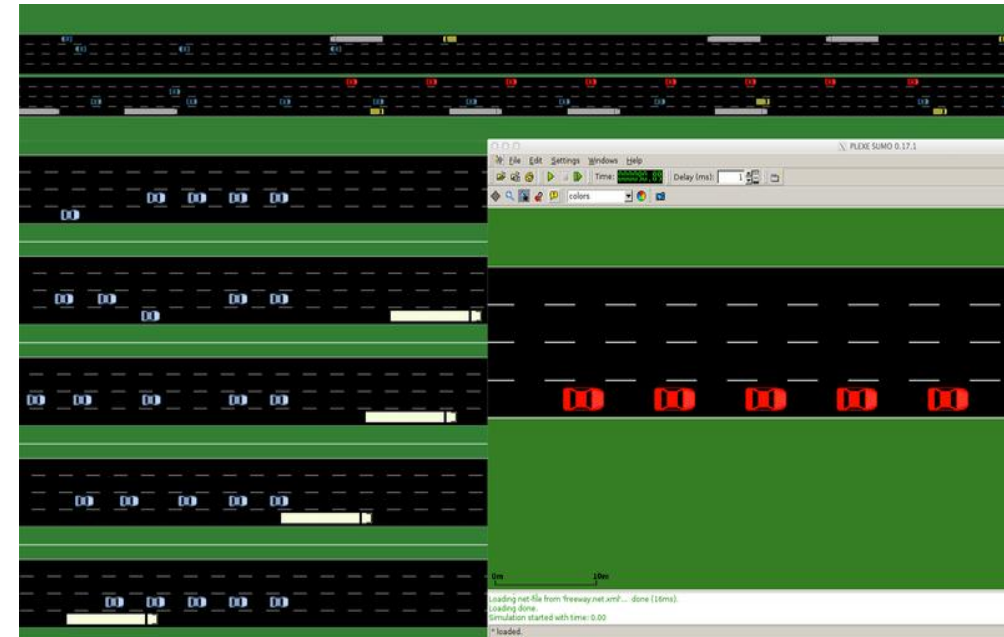 PLEXE SUMO 0.17.1
File Edit Settings Windows Help
Time: Delay (ms): 1
colors
0m 10m
Loading net-file from 'freeway.net.xml'... done (16ms).
Loading done.
Simulation started with time: 0.00
* loaded.